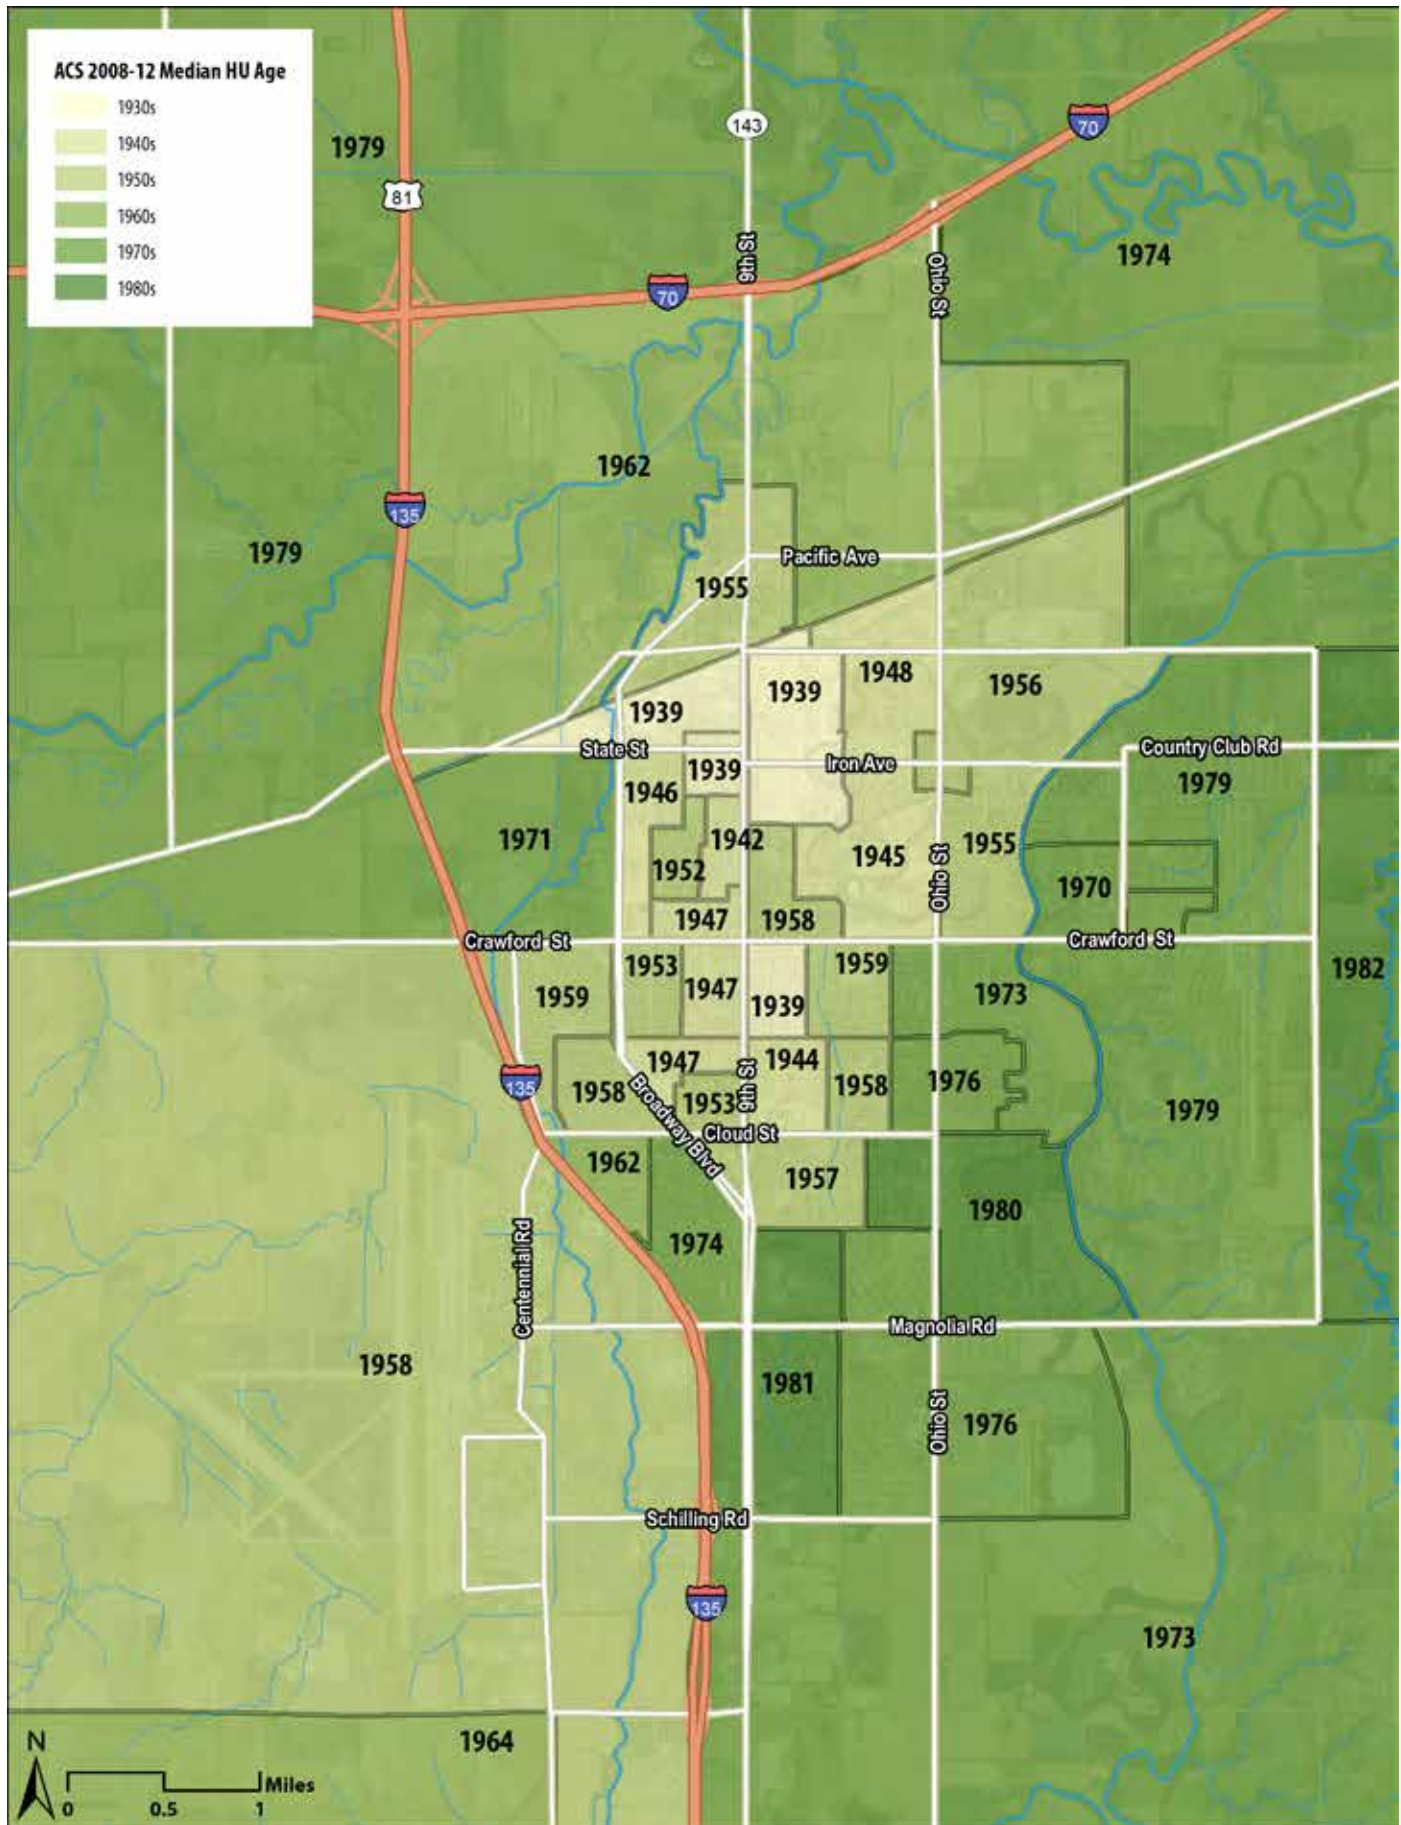 ACS 2008-12 Median HU Age
1930s
1940s
1950s
1960s
1970s
1980s
143
70
1979
81
9th St
Ohio St
1974
70
1962
135
1979
Pacific Ave
1955
1948
1939
1956
1939
State St
Country Club Rd
Iron Ave
1939
1979
1946
1971
1942
1955
1945
1952
1970
Ohio St
1947
1958
Crawford St
Crawford St
1953
1959
1982
1947
1959
1973
1939
1947
1944
135
1958
1953
9th St
1958
1976
1979
Broadway Blvd
Cloud St
1962
1957
1980
1974
Centennial Rd
Magnolia Rd
1958
1981
Ohio St
1976
Schilling Rd
135
1973
1964
N
Miles
0 0.5 1